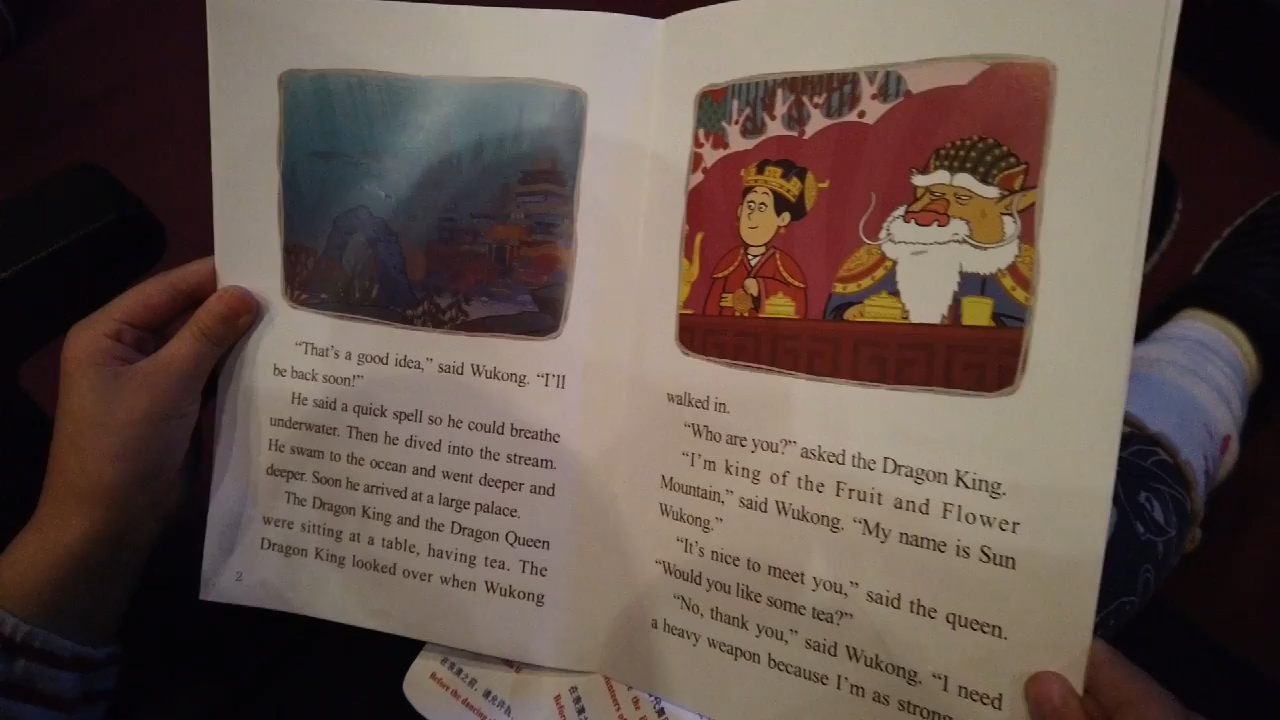 “That’s a good idea,” said Wukong. “I’ll
be back soon!”
He said a quick spell so he could breathe
underwater. Then he dived into the stream.
He swam to the ocean and went deeper and
deeper. Soon he arrived at a large palace.
The Dragon King and the Dragon Queen
were sitting at a table, having tea. The
Dragon King looked over when Wukong
2
walked in.
“Who are you?” asked the Dragon King.
“I’m king of the Fruit and Flower
Mountain,” said Wukong. “My name is Sun
Wukong.”
“It’s nice to meet you,” said the queen.
“Would you like some tea?”
“No, thank you,” said Wukong. “I need
a heavy weapon because I’m as strong
Before the dancing